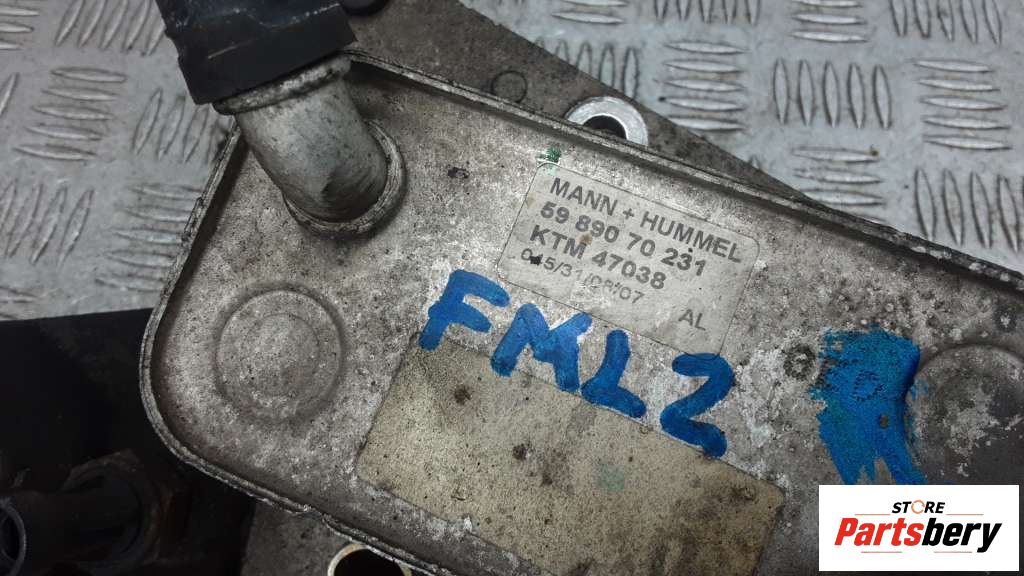 MANN + HUMMEL
59 890 70 231
KTM 47038
AL
FML2
STORE
Partsbery